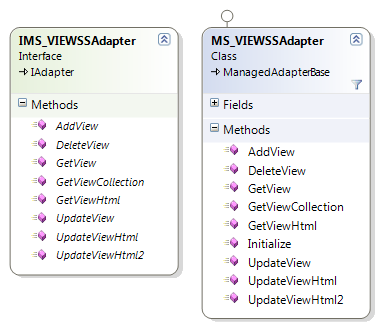 IMS_VIEWSSAdapter
Interface
IAdapter
Methods
AddView
DeleteView
GetView
GetViewCollection
GetViewHtml
UpdateView
UpdateViewHtml
UpdateViewHtml2
MS_VIEWSSAdapter
Class
ManagedAdapterBase
Fields
Methods
AddView
DeleteView
GetView
GetViewCollection
GetViewHtml
Initialize
UpdateView
UpdateViewHtml
UpdateViewHtml2